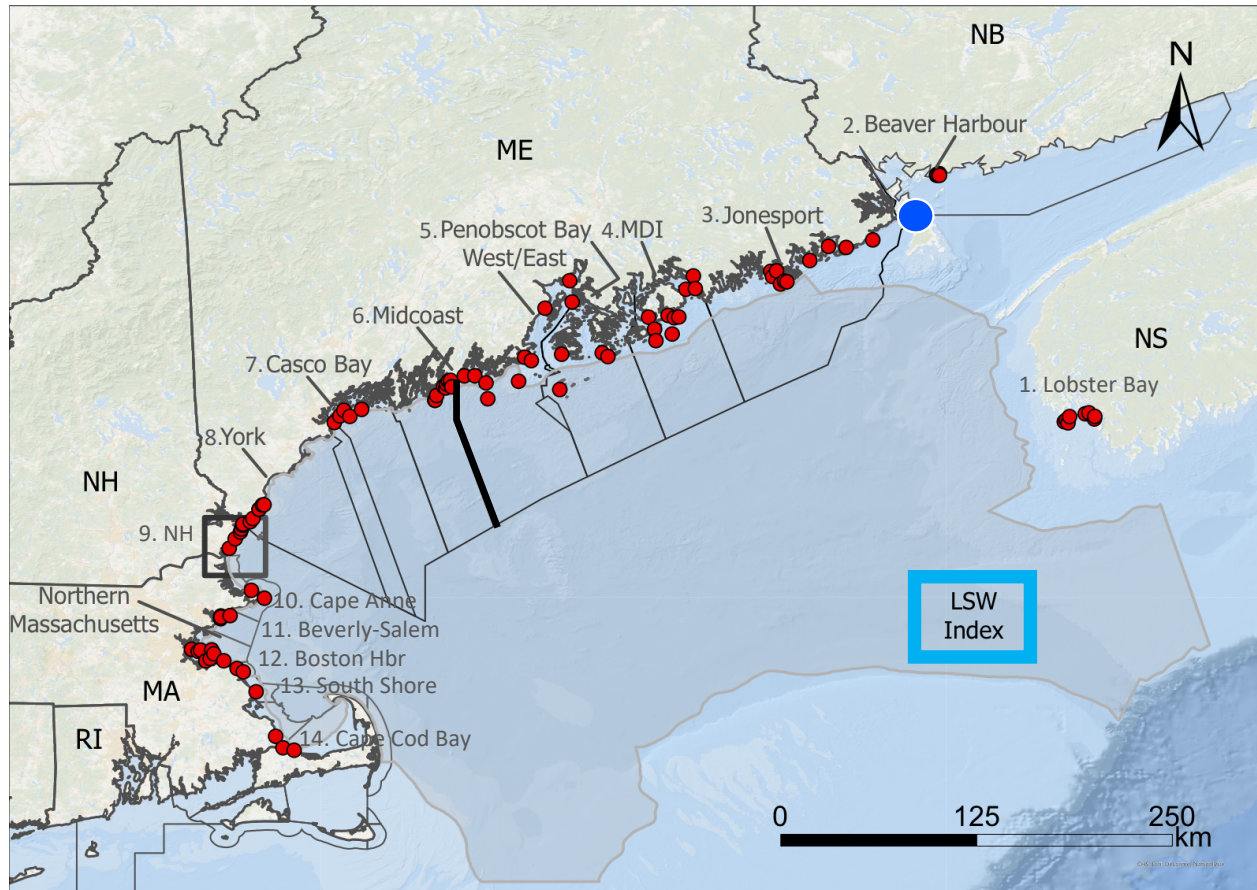 NB
N
2. Beaver Harbour
ME
3. Jonesport
5. Penobscot Bay
West/East
4. MDI
6. Midcoast
NS
7. Casco Bay
1. Lobster Bay
8. York
NH
9. NH
LSW
Index
Northern
Massachusetts
10. Cape Anne
11. Beverly-Salem
12. Boston Hbr
13. South Shore
MA
RI
14. Cape Cod Bay
0 125 250
km